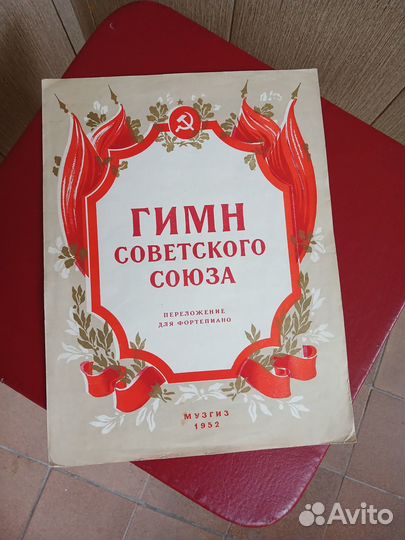 ГИМН
СОВЕТСКОГО
СОЮЗА
ПЕРЕЛОЖЕНИЕ
ДЛЯ ФОРТЕПИАНО
МУЗГИЗ
1952
Avito